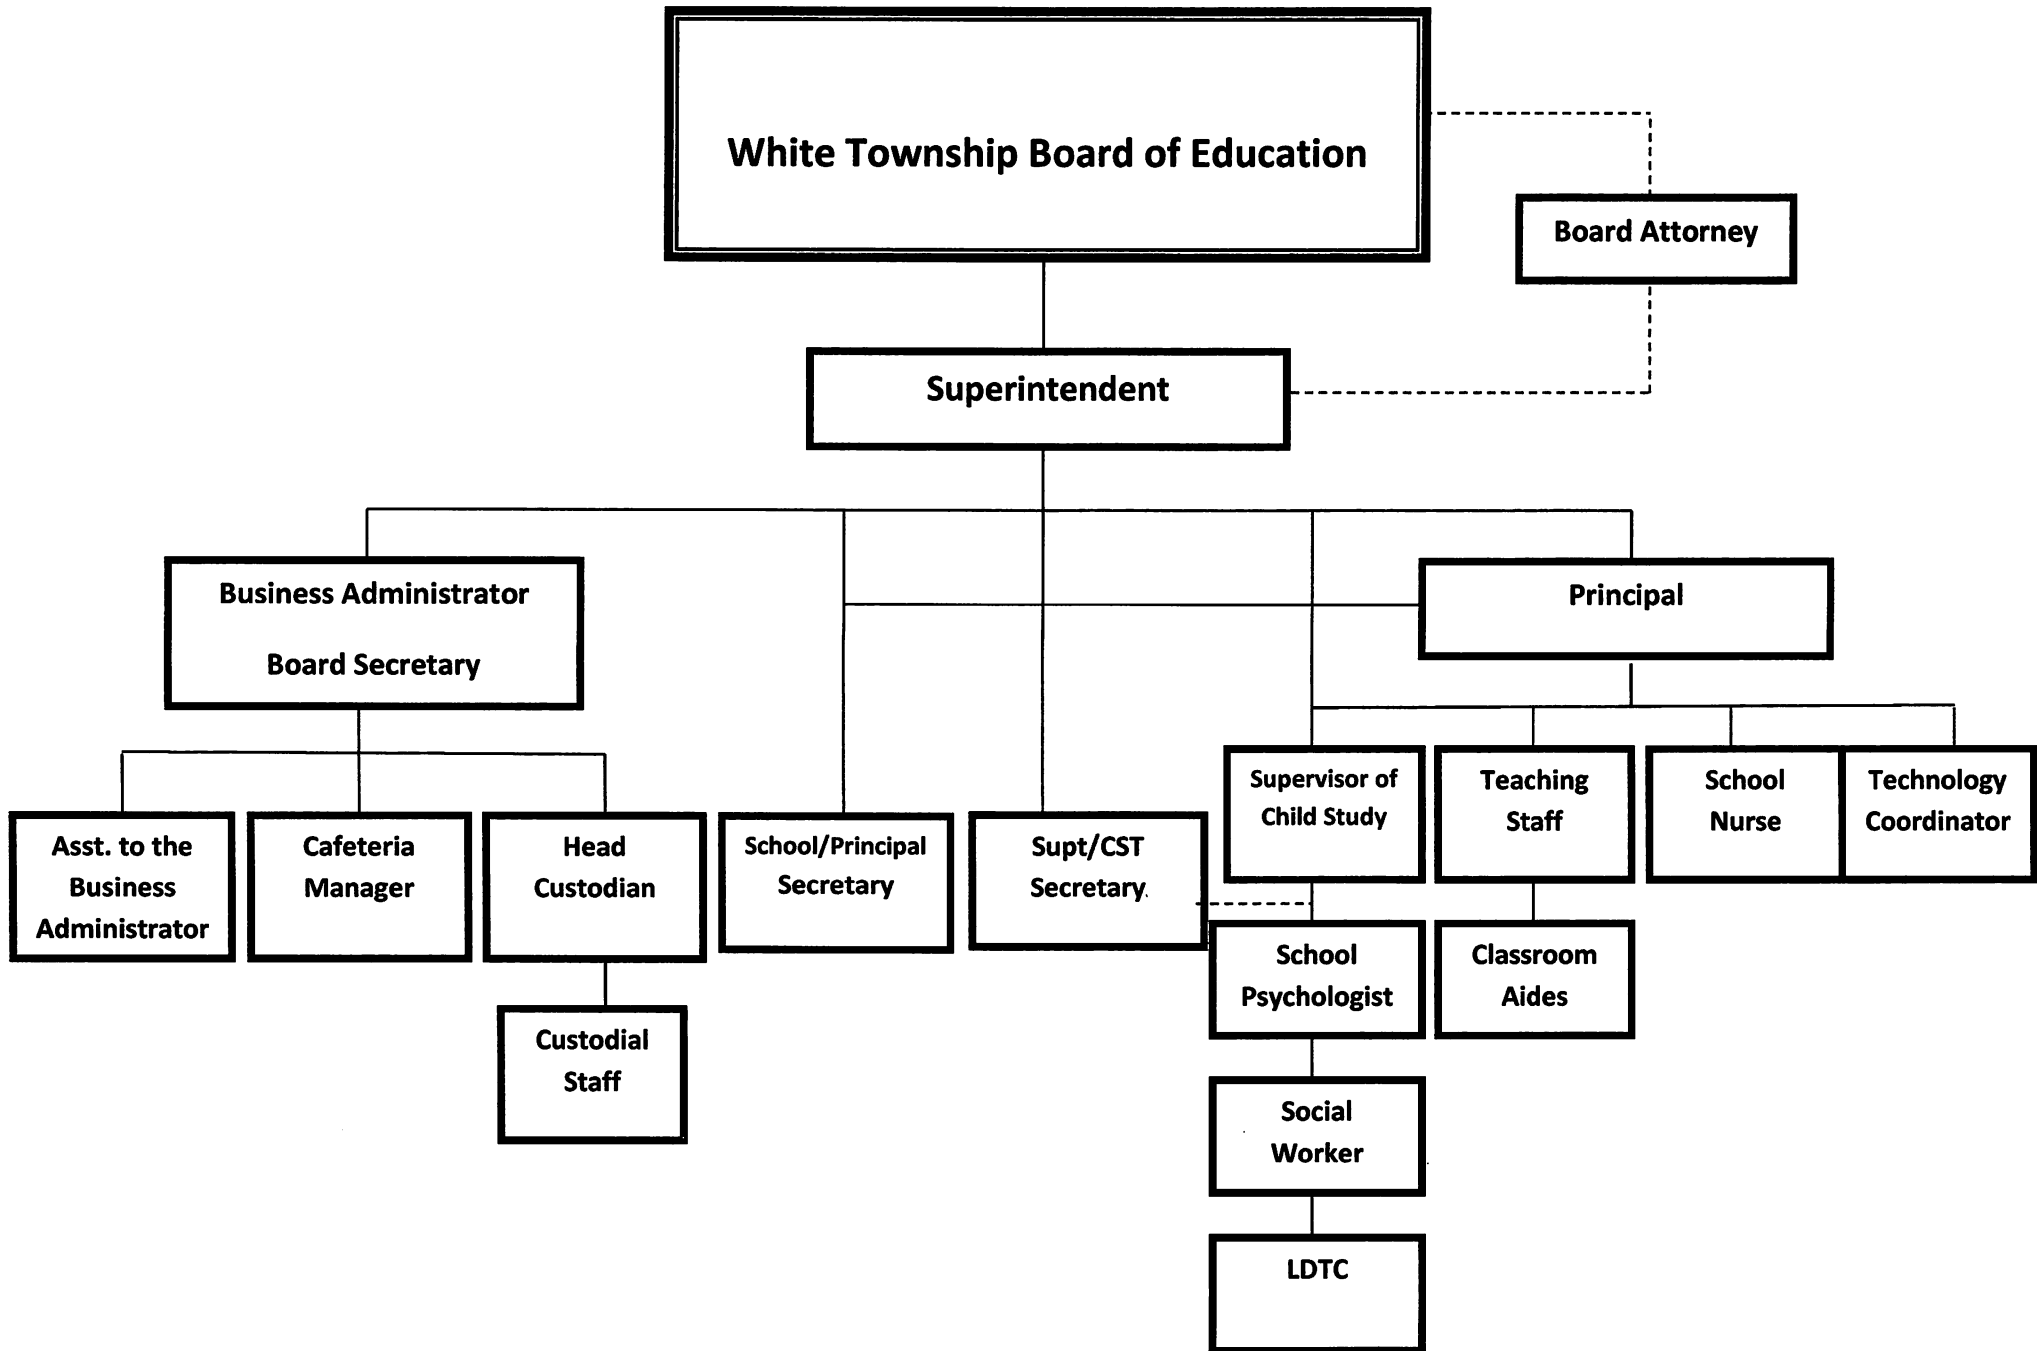 White Township Board of Education
Board Attorney
Superintendent
Business Administrator
Board Secretary
Principal
Supervisor of
Child Study
Teaching
Staff
School
Nurse
Technology
Coordinator
Asst. to the
Business
Administrator
Cafeteria
Manager
Head
Custodian
School/Principal
Secretary
Supt/CST
Secretary
School
Psychologist
Classroom
Aides
Custodial
Staff
Social
Worker
LDTC